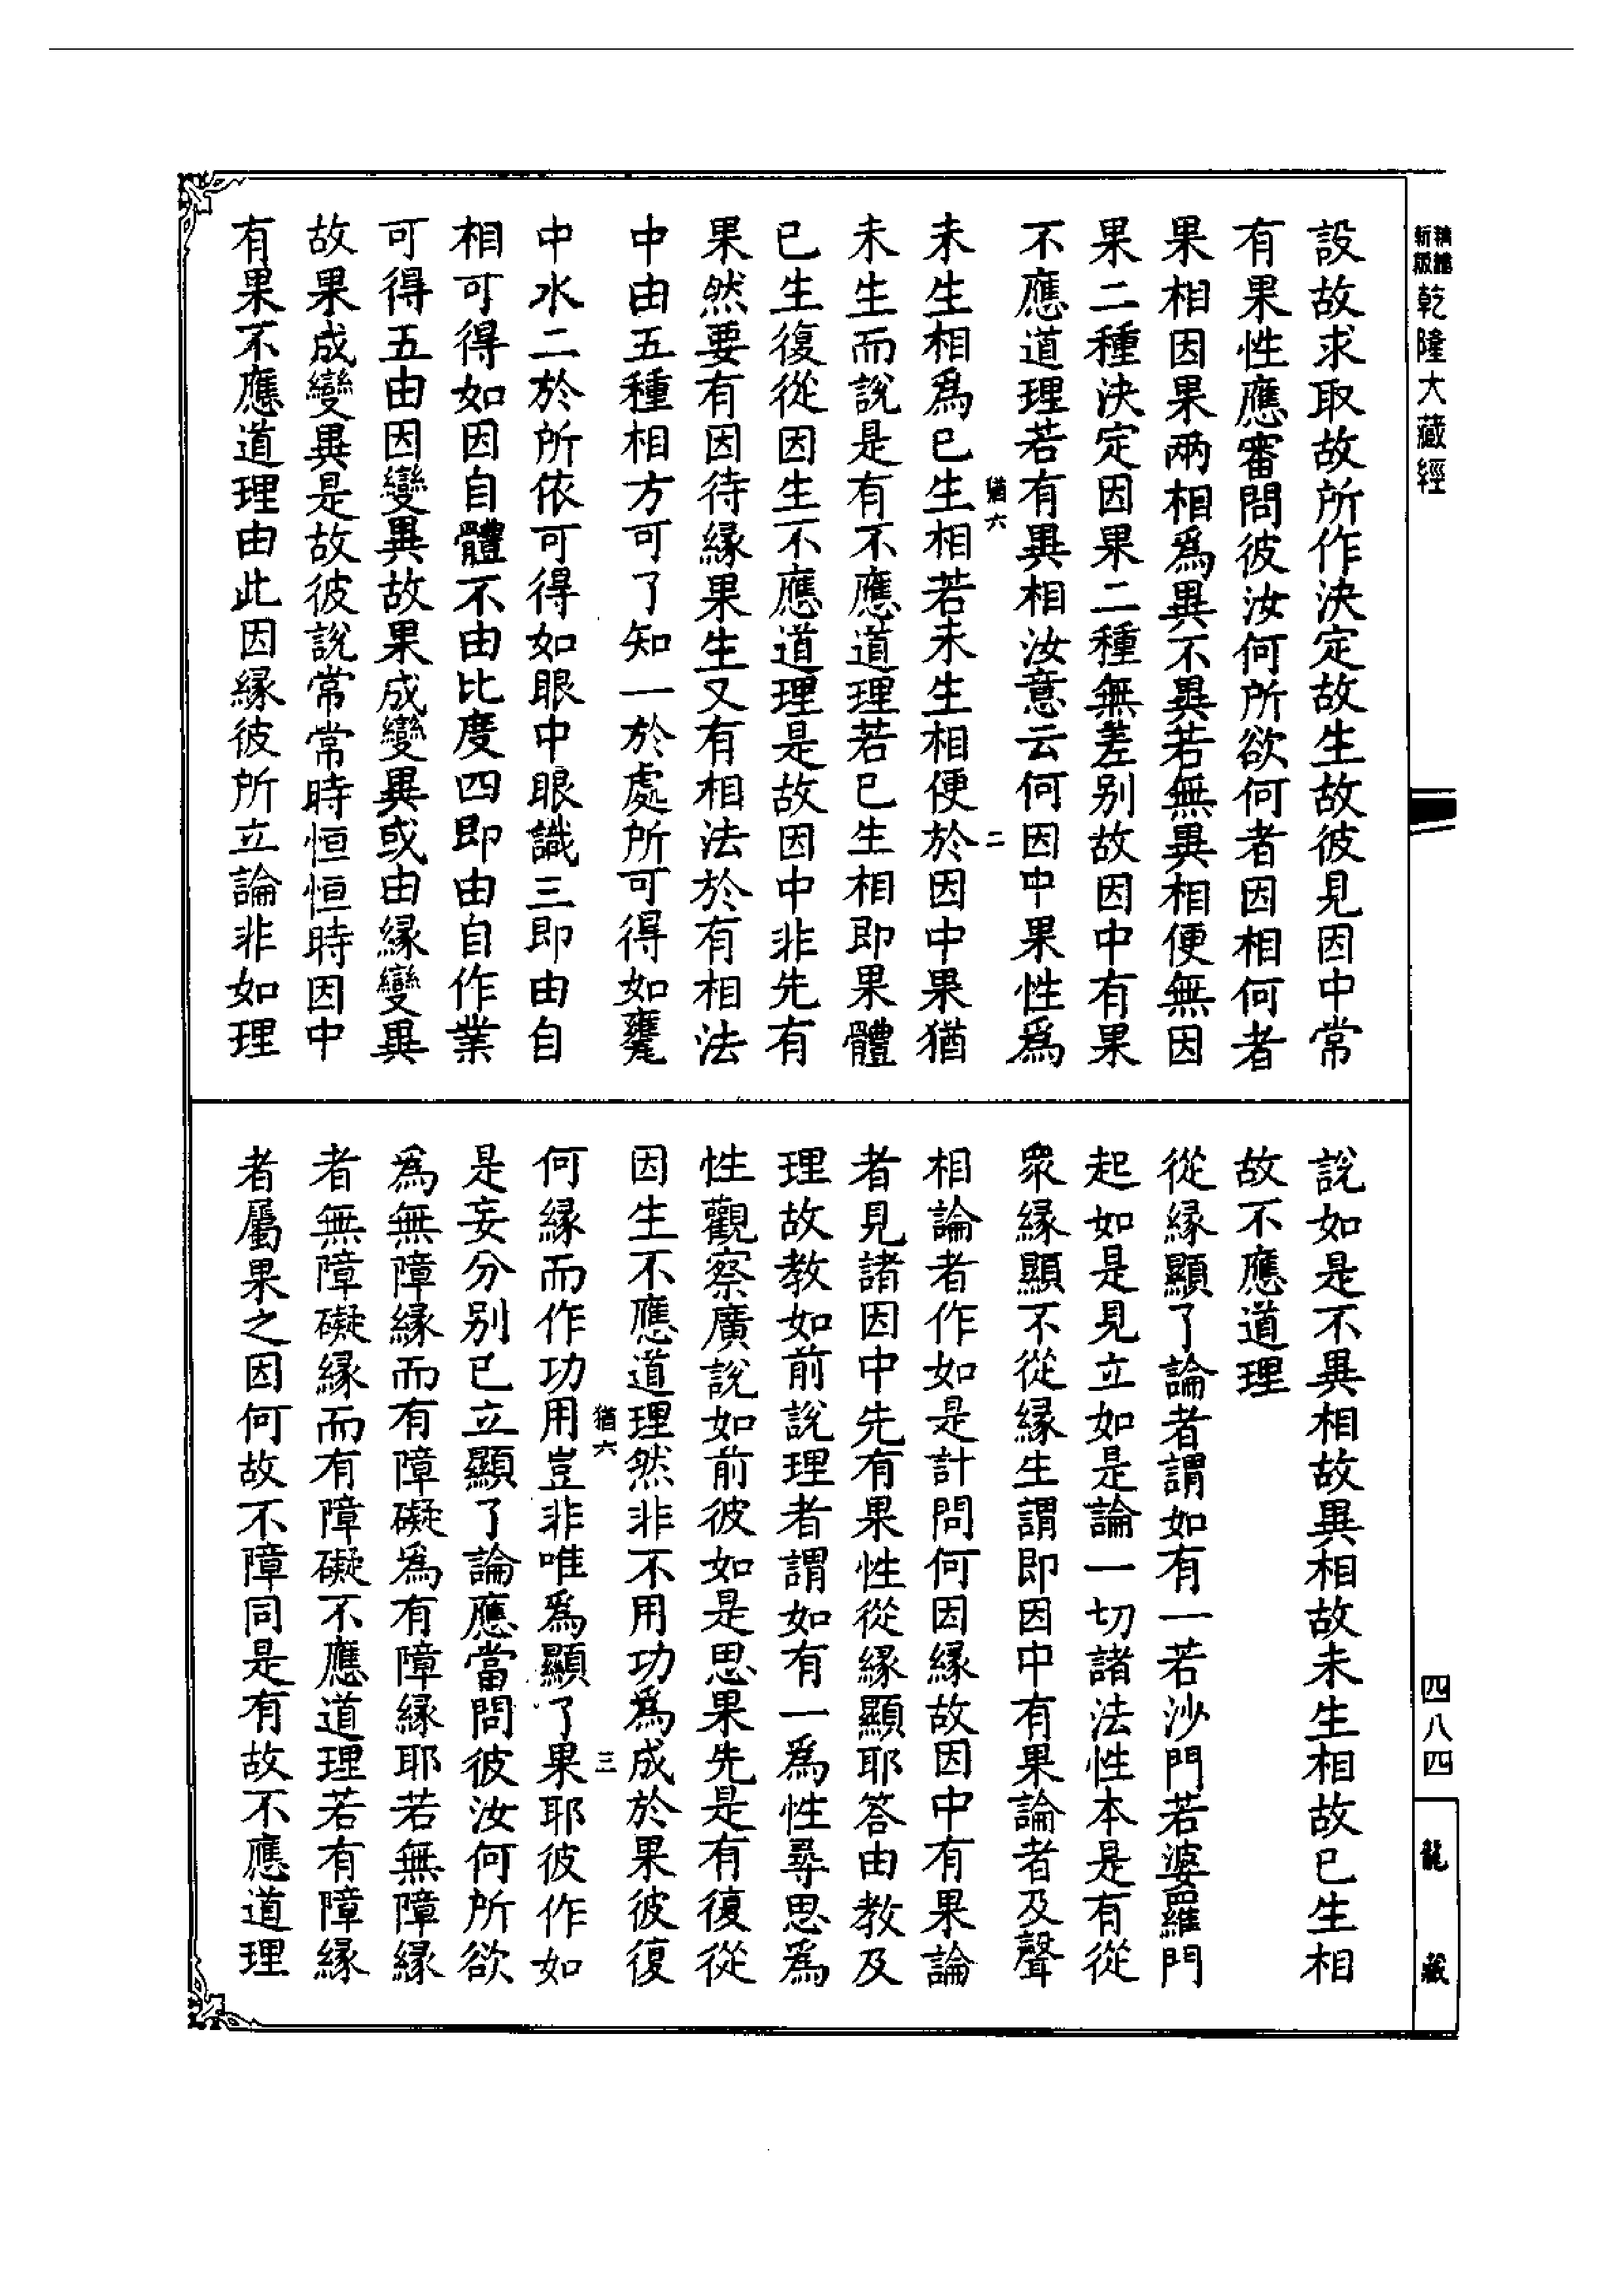 精選新版 乾隆大藏經
設故求取故所作決定故生故彼見因中常
有果性應審問彼汝何所欲何者因相何者
果相因果兩相爲異不異若無異相便無因
果二種決定因果二種無差別故因中有果
不應道理若有異相汝意云何因中果性爲
猶六 二
未生相爲已生相若未生相便於因中果猶
未生而說是有不應道理若已生相即果體
已生復從因生不應道理是故因中非先有
果然要有因待緣果生又有相法於有相法
中由五種相方可了知一於處所可得如甕
中水二於所依可得如眼中眼識三即由自
相可得如因自體不由比度四即由自作業
可得五由因變異故果成變異或由緣變異
故果成變異是故彼說常常時恒恒時因中
有果不應道理由此因緣彼所立論非如理
說如是不異相故異相故未生相故已生相
故不應道理
從緣顯了論者謂如有一若沙門若婆羅門
起如是見立如是論一切諸法性本是有從
衆緣顯不從緣生謂即因中有果論者及聲
相論者作如是計問何因緣故因中有果論
者見諸因中先有果性從緣顯耶答由教及
理故教如前說理者謂如有一爲性尋思爲
性觀察廣說如前彼如是思果先是有復從
因生不應道理然非不用功爲成於果彼復
猶六 三
何緣而作功用豈非唯爲顯了果耶彼作如
是妄分別已立顯了論應當問彼汝何所欲
爲無障緣而有障礙爲有障緣耶若無障緣
者無障礙緣而有障礙不應道理若有障緣
者屬果之因何故不障同是有故不應道理
四八四
龍藏